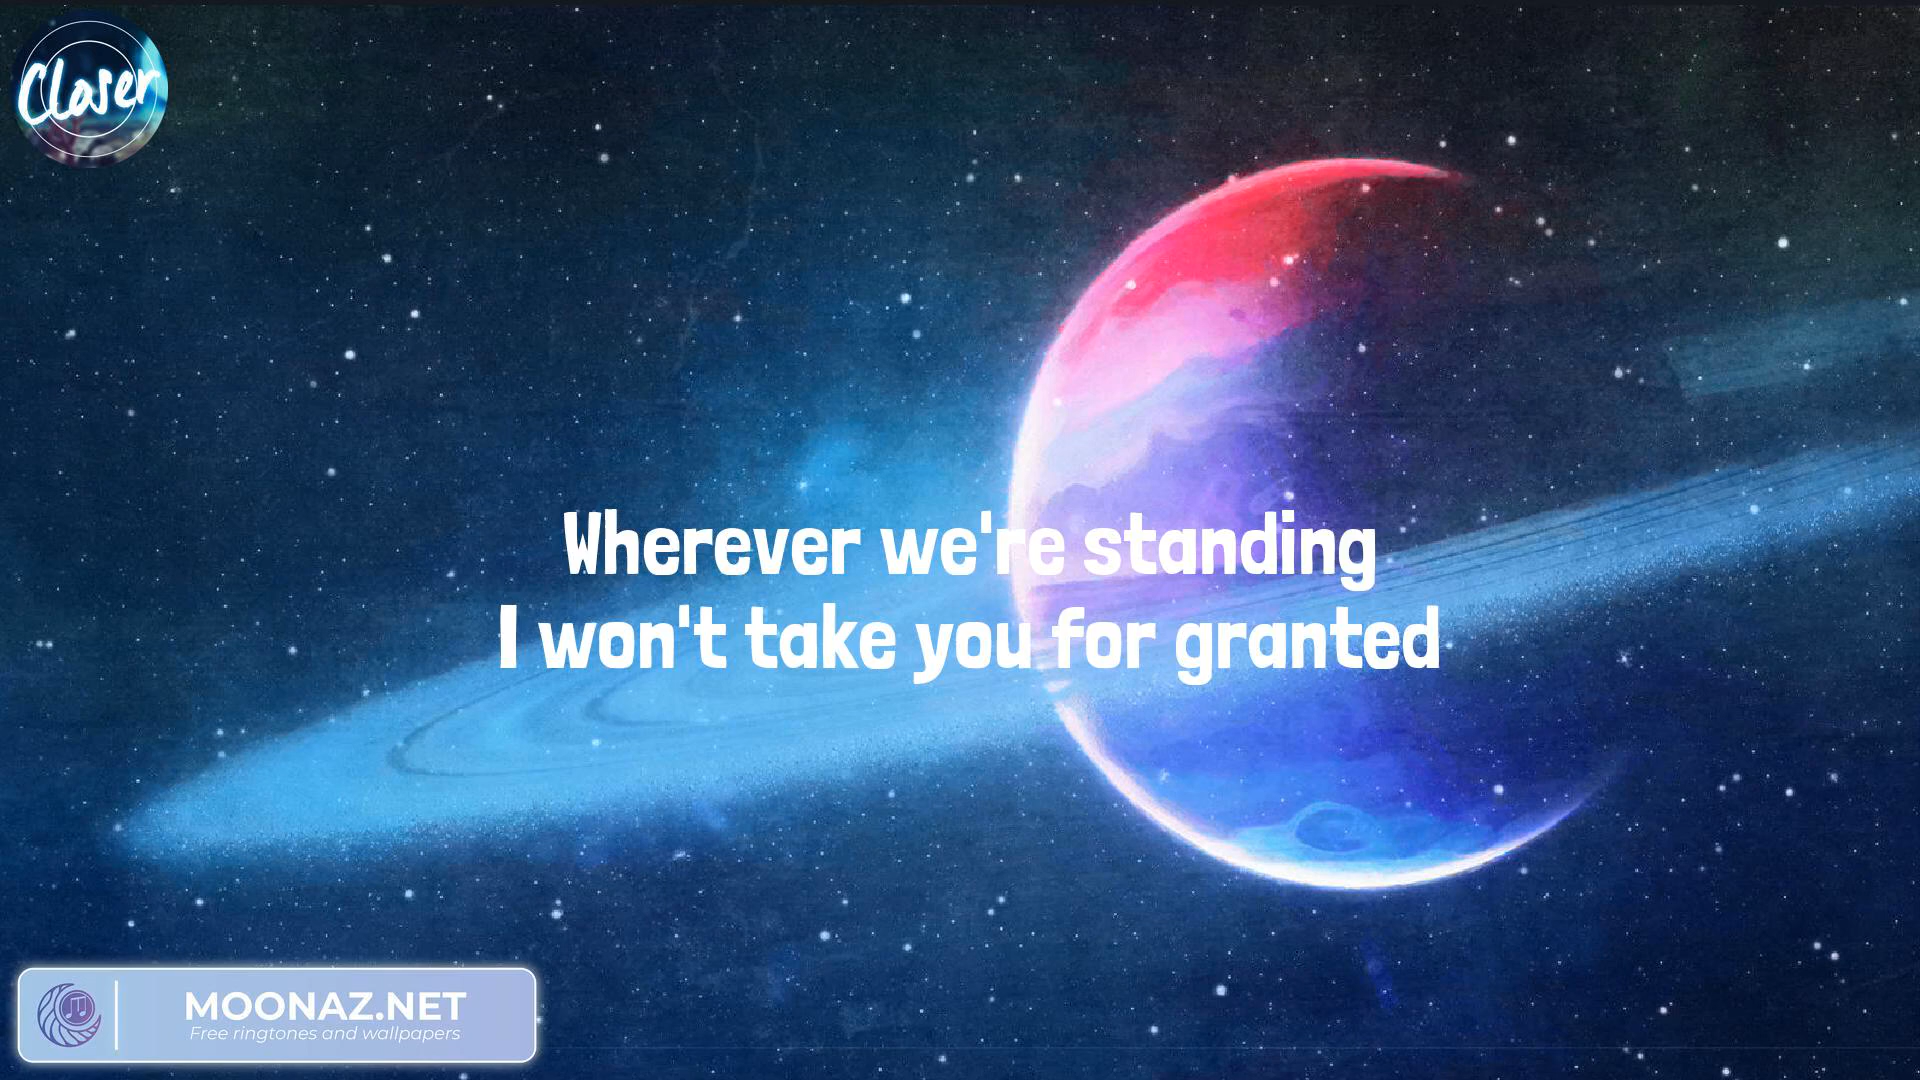 Closer
Wherever we're standing
I won't take you for granted
MOONAZ.NET
Free ringtones and wallpapers